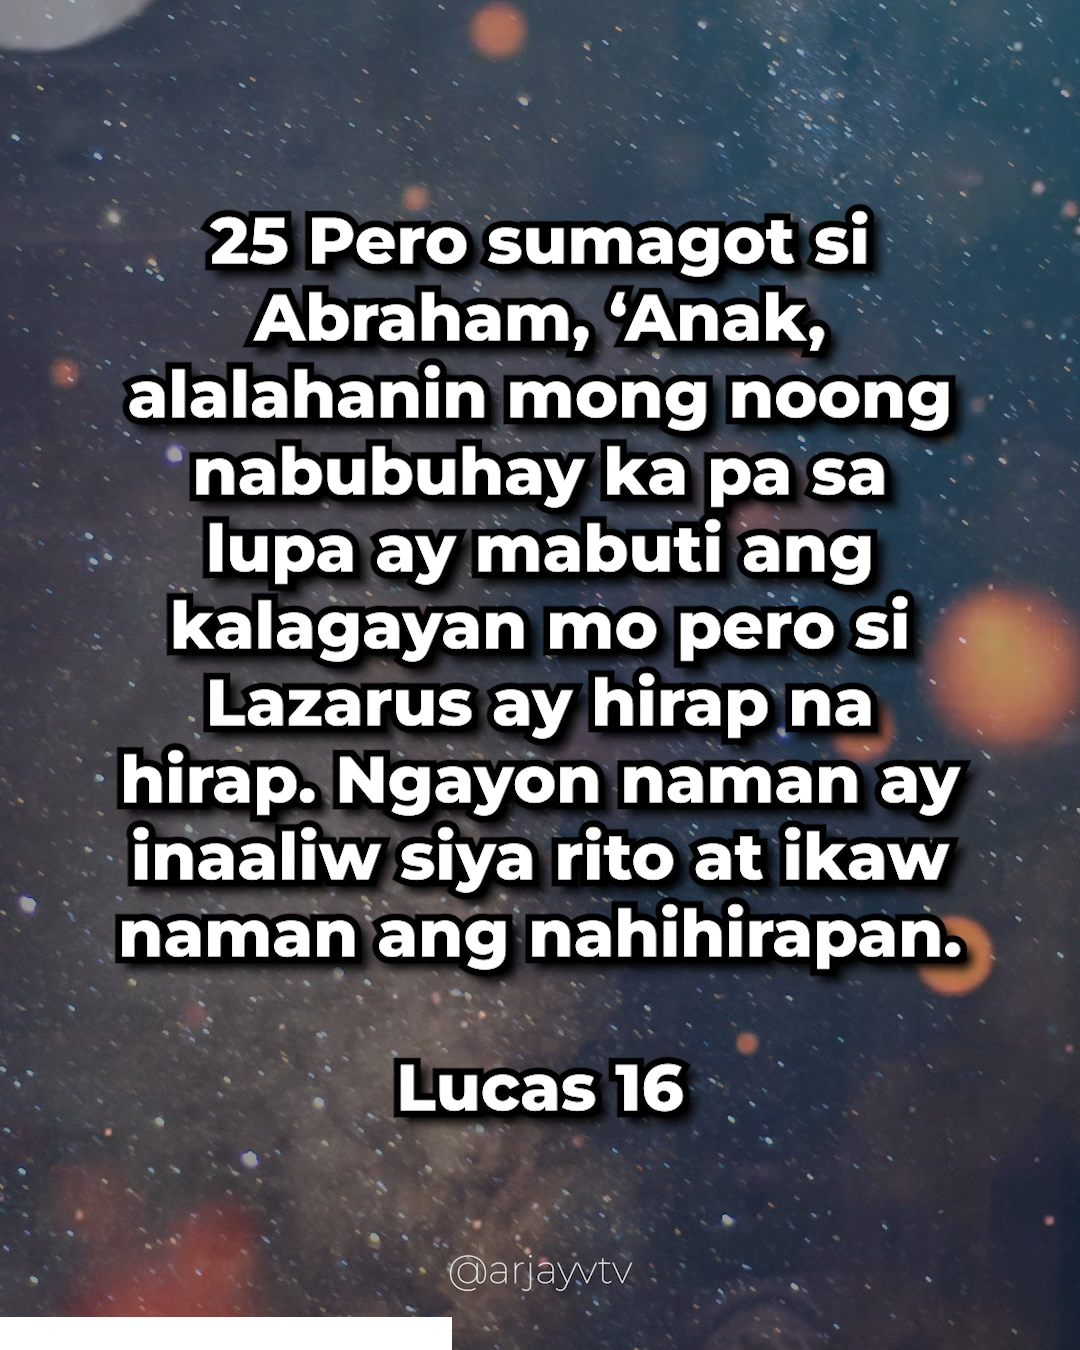 25 Pero sumagot si
Abraham, ‘Anak,
alalahanin mong noong
nabubuhay ka pa sa
lupa ay mabuti ang
kalagayan mo pero si
Lazarus ay hirap na
hirap. Ngayon naman ay
inaaliw siya rito at ikaw
naman ang nahihirapan.
Lucas 16
@arjayvtv